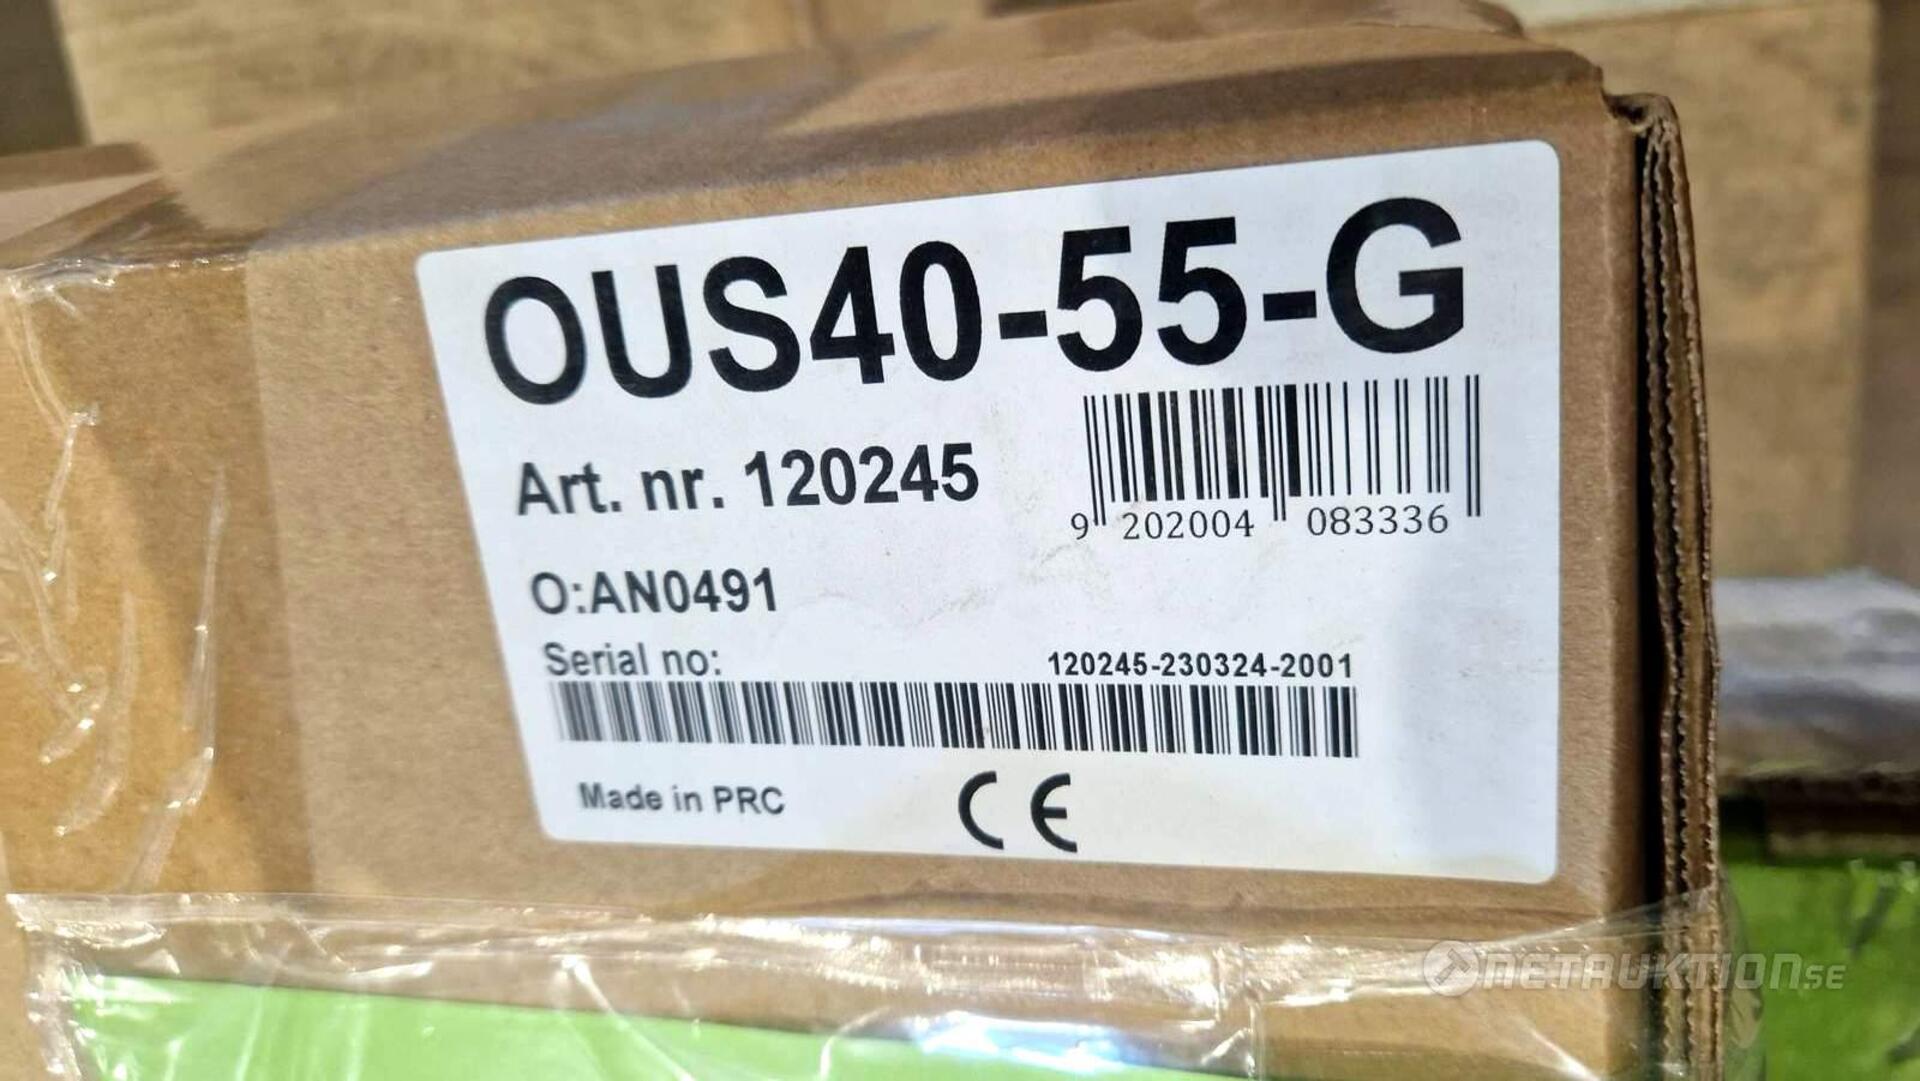 OUS40-55-G
Art. nr. 120245
9 202004 083336
O:AN0491
Serial no: 120245-230324-2001
Made in PRC CE
NETAUKTION.SE